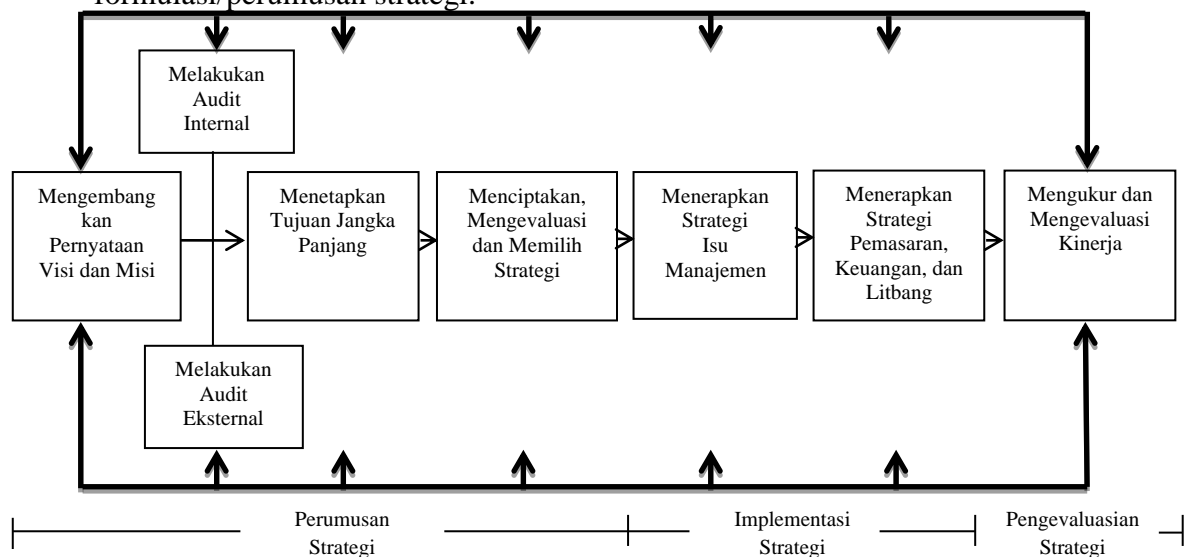 formulasi/perumusan strategi.
Melakukan
Audit
Internal
Mengembang
kan
Pernyataan
Visi dan Misi
Menetapkan
Tujuan Jangka
Panjang
Menciptakan,
Mengevaluasi
dan Memilih
Strategi
Menerapkan
Strategi
Isu
Manajemen
Menerapkan
Strategi
Pemasaran,
Keuangan, dan
Litbang
Mengukur dan
Mengevaluasi
Kinerja
Melakukan
Audit
Eksternal
Perumusan
Strategi
Implementasi
Strategi
Pengevaluasian
Strategi